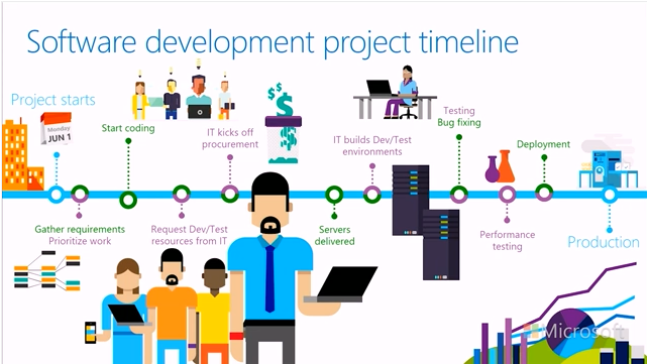 Software development project timeline
Project starts
Monday
JUN 1
Start coding
IT kicks off
procurement
IT builds Dev/Test
environments
Testing
Bug fixing
Deployment
Gather requirements
Prioritize work
Request Dev/Test
resources from IT
Servers
delivered
Performance
testing
Production
Microsoft